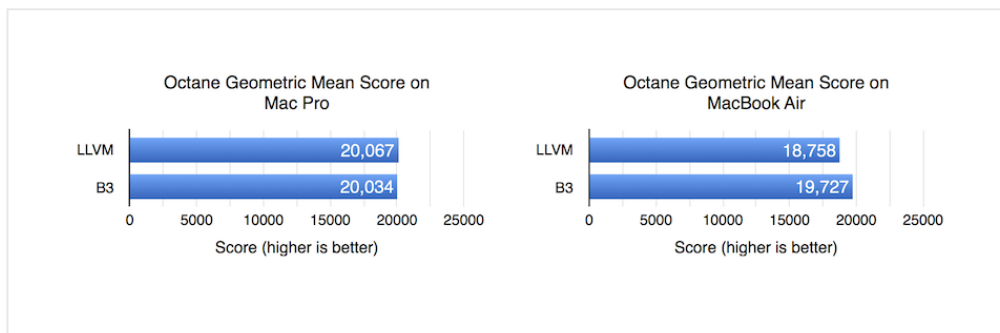 Octane Geometric Mean Score on
Mac Pro
LLVM
20,067
B3
20,034
0 5000 10000 15000 20000 25000
Score (higher is better)
Octane Geometric Mean Score on
MacBook Air
LLVM
18,758
B3
19,727
0 5000 10000 15000 20000 25000
Score (higher is better)